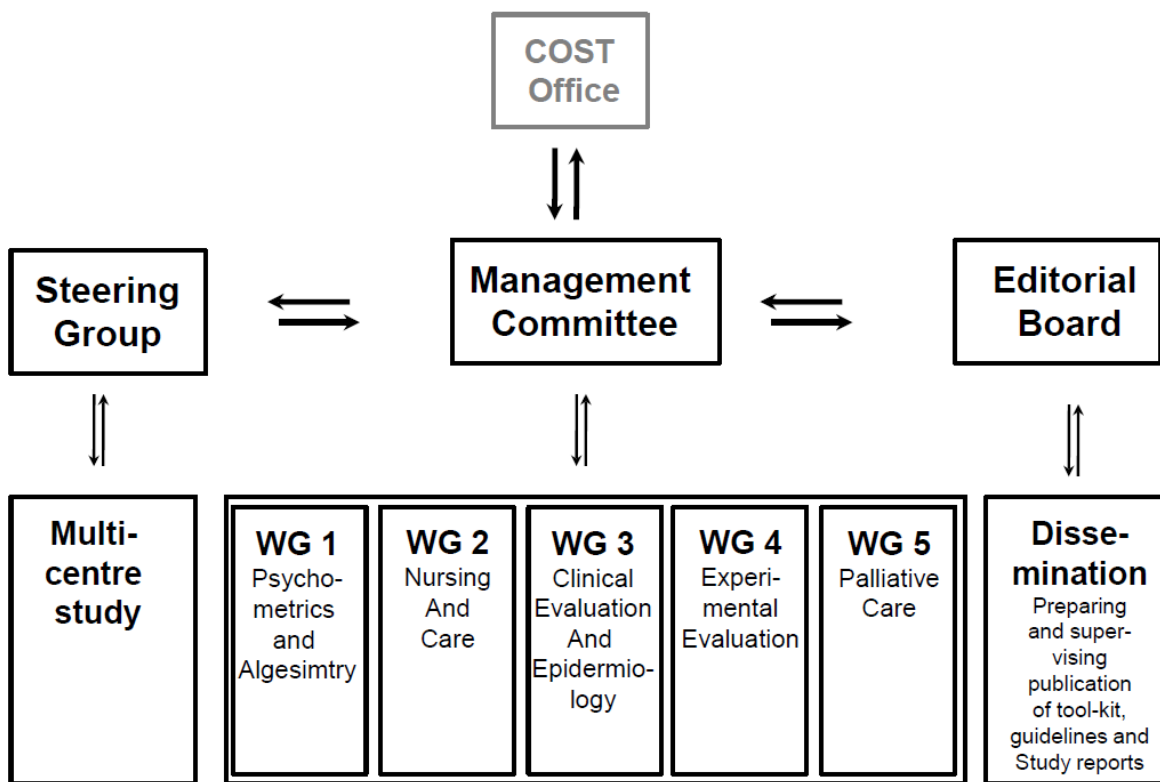 COST
Office
Steering
Group
Management
Committee
Editorial
Board
Multi-
centre
study
WG 1
Psycho-
metrics
and
Algesimtry
WG 2
Nursing
And
Care
WG 3
Clinical
Evaluation
And
Epidermio-
logy
WG 4
Experi-
mental
Evaluation
WG 5
Palliative
Care
Disse-
mination
Preparing
and super-
vising
publication
of tool-kit,
guidelines and
Study reports